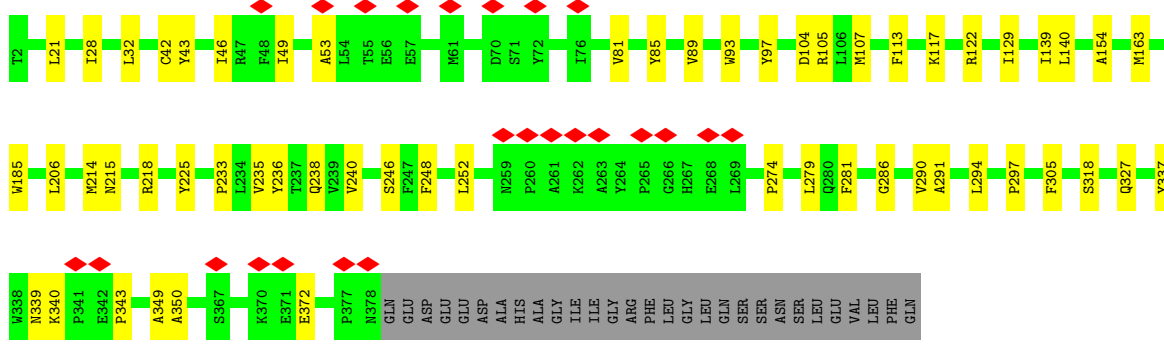 T2 L21 I28 L32 C42 Y43 I46 R47 F48 I49 A53 L54 T55 E56 E57 M61 D70 S71 Y72 I76 V81 Y85 V89 W93 Y97 D104 R105 L106 M107 F113 K117 R122 I129 I139 L140 A154 M163
W185 L206 M214 N215 R218 Y225 P233 L234 V235 Y236 T237 Q238 V239 V240 S246 F247 F248 L252 N259 P260 A261 K262 A263 Y264 P265 G266 H267 E268 L269 P274 L279 Q280 F281 G286 V290 A291 L294 P297 F305 S318 Q327 Y337
W338 N339 K340 P341 E342 P343 A349 A350 S367 K370 E371 E372 P377 N378 GLN GLU ASP GLU GLU ASP ALA HIS ALA GLY ILE ILE GLY ARG PHE LEU GLY LEU GLN SER SER ASN SER LEU GLU VAL LEU PHE GLN